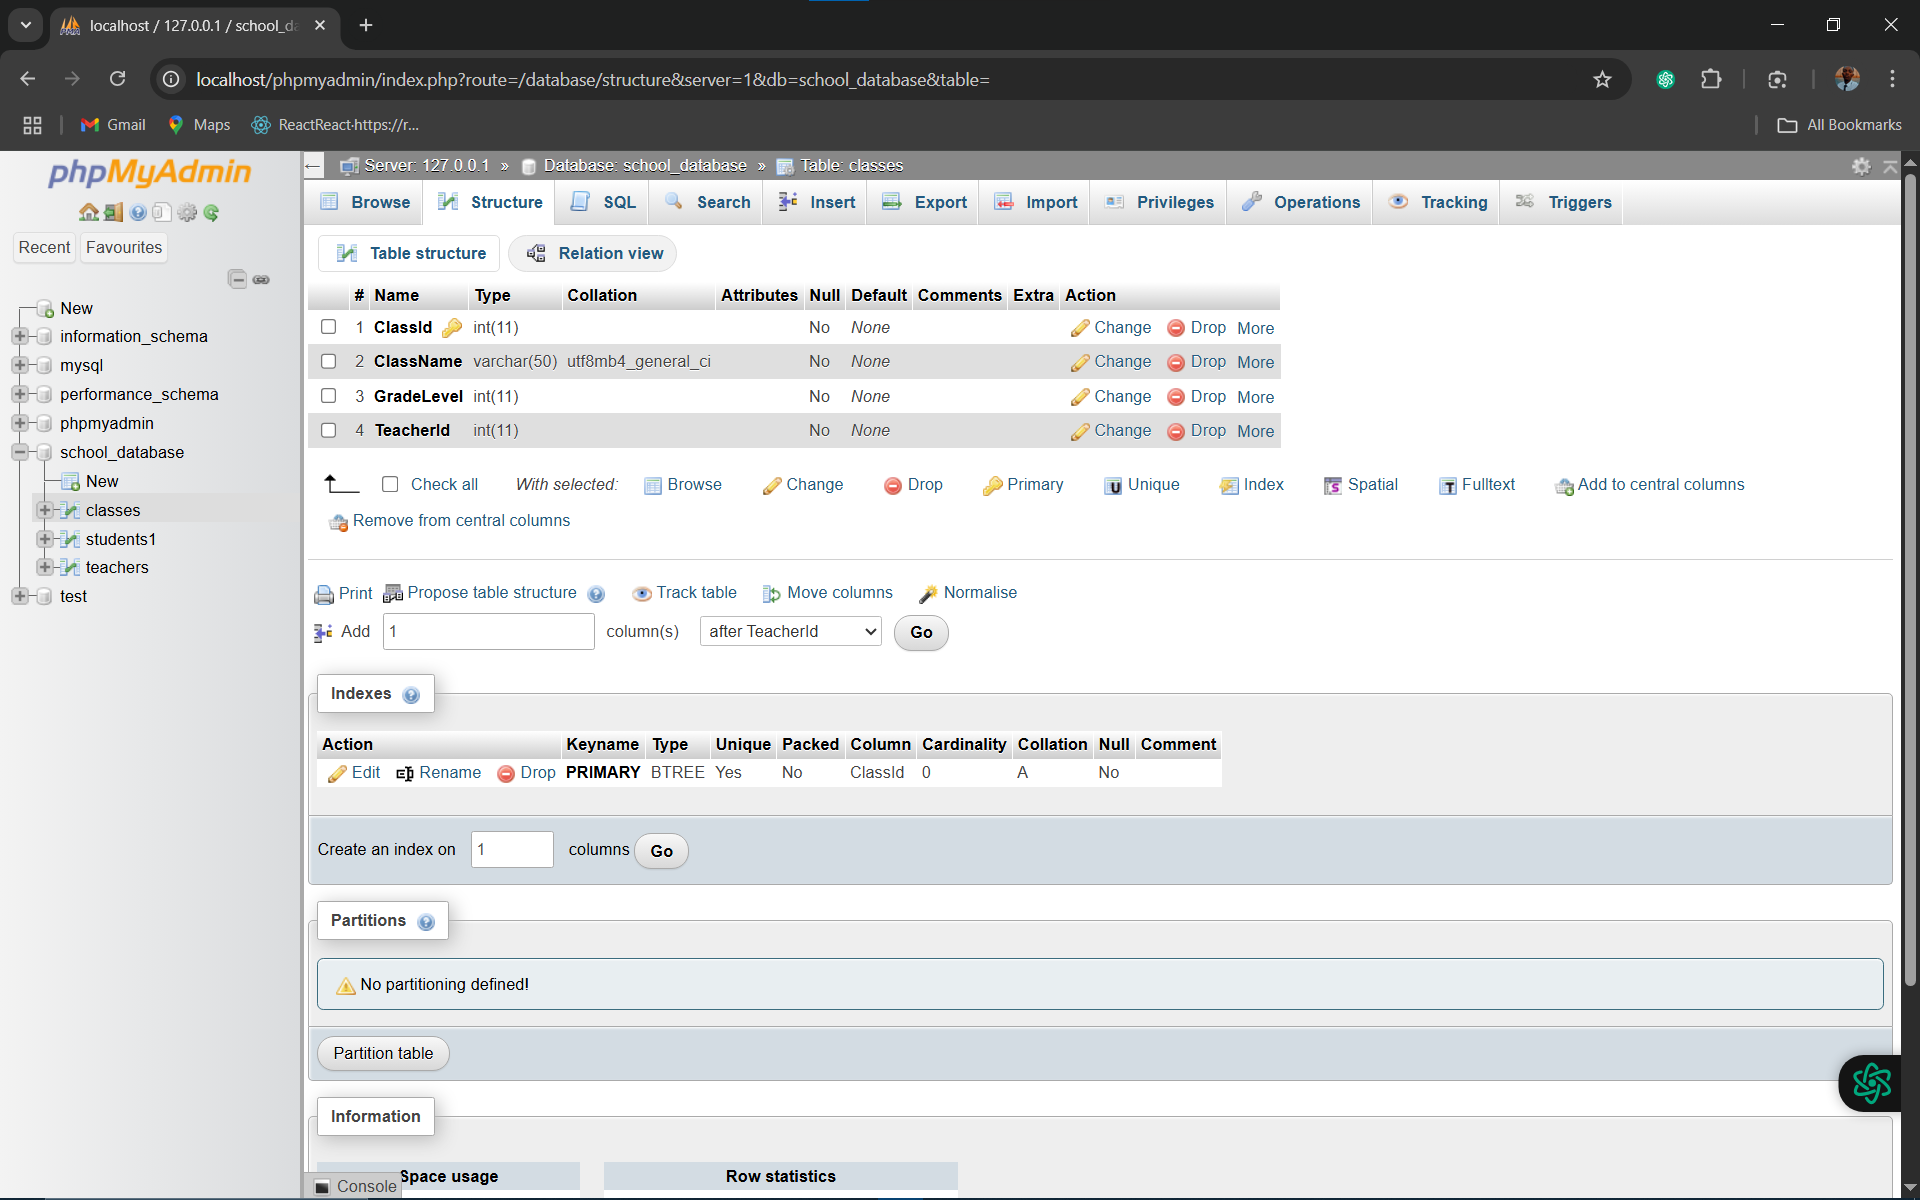 localhost / 127.0.0.1 / school_da
localhost/phpmyadmin/index.php?route=/database/structure&server=1&db=school_database&table=
Gmail Maps ReactReact·https://r... All Bookmarks
phpMyAdmin
Recent Favourites
New
information_schema
mysql
performance_schema
phpmyadmin
school_database
New
classes
students1
teachers
test
Server: 127.0.0.1 » Database: school_database » Table: classes
Browse Structure SQL Search Insert Export Import Privileges Operations Tracking Triggers
Table structure Relation view
# Name Type Collation Attributes Null Default Comments Extra Action
1 ClassId int(11) No None Change Drop More
2 ClassName varchar(50) utf8mb4_general_ci No None Change Drop More
3 GradeLevel int(11) No None Change Drop More
4 TeacherId int(11) No None Change Drop More
Check all With selected: Browse Change Drop Primary Unique Index Spatial Fulltext Add to central columns
Remove from central columns
Print Propose table structure Track table Move columns Normalise
Add 1 column(s) after TeacherId Go
Indexes
Action Keyname Type Unique Packed Column Cardinality Collation Null Comment
Edit Rename Drop PRIMARY BTREE Yes No ClassId 0 A No
Create an index on 1 columns Go
Partitions
No partitioning defined!
Partition table
Information
Space usage Row statistics
Console